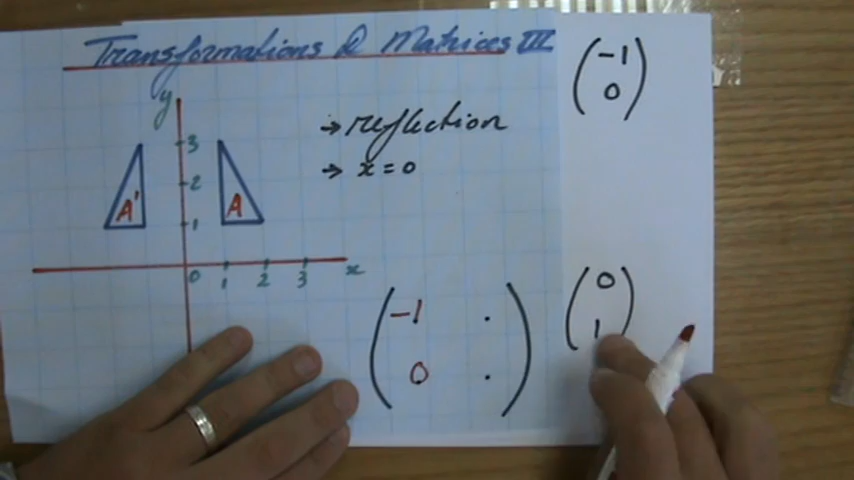 Transformations & Matrices III
y
→ reflection
→ x = 0
3
2
1
A' A
0 1 2 3 x
-1
0
0
1
-1 .
0 .